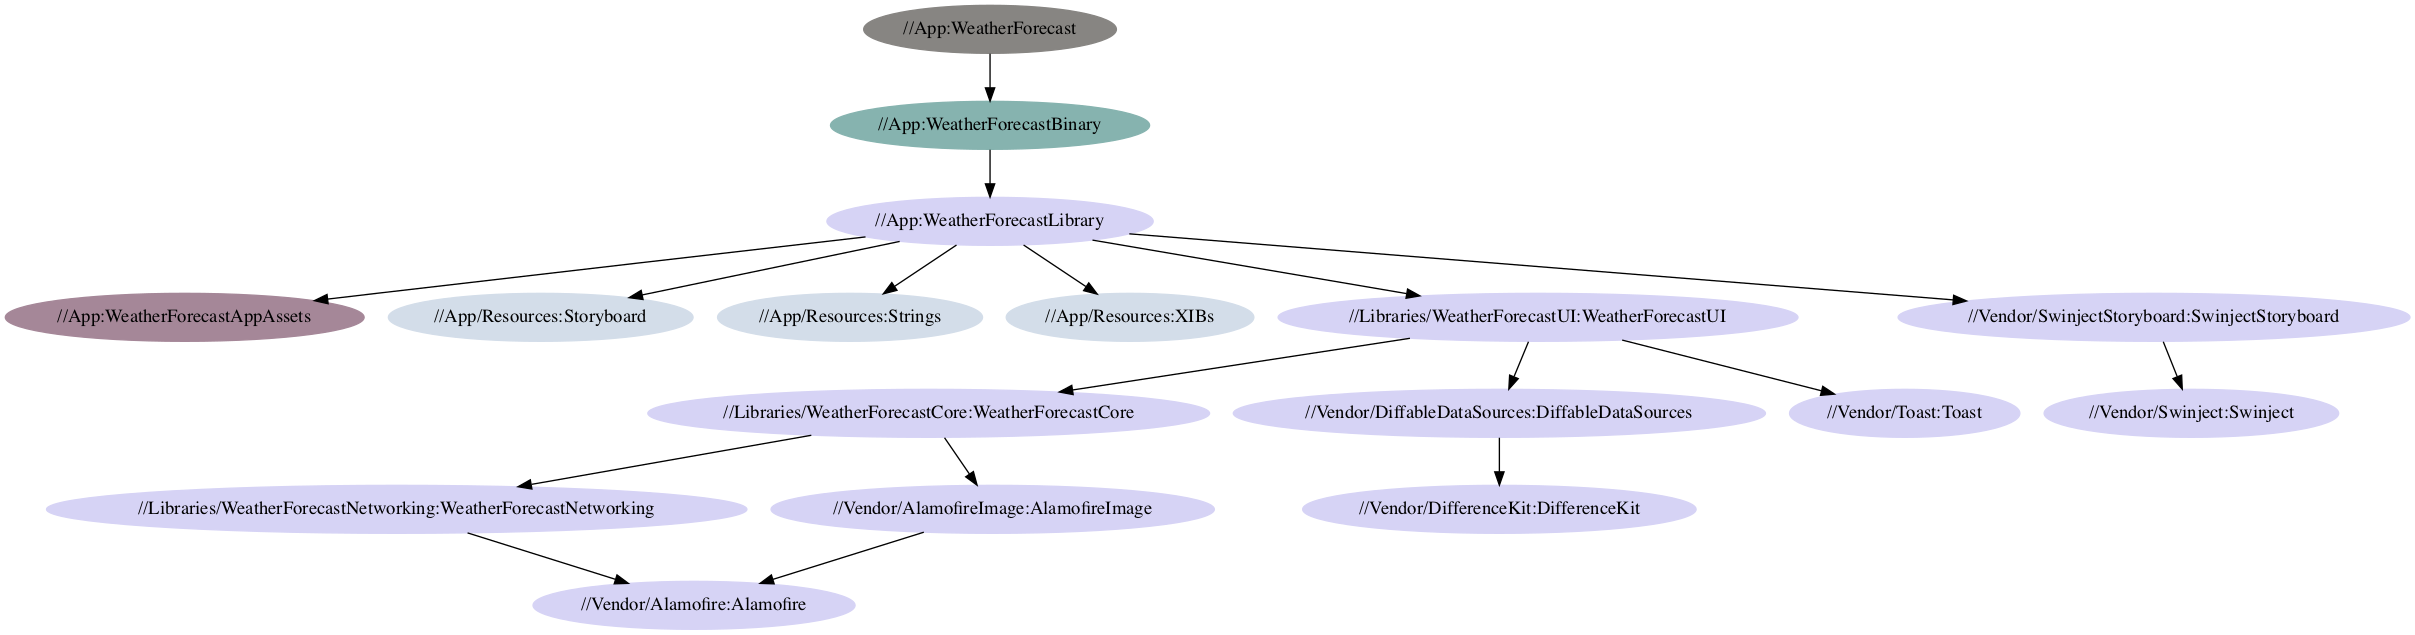 //App:WeatherForecast
//App:WeatherForecastBinary
//App:WeatherForecastLibrary
//App:WeatherForecastAppAssets
//App/Resources:Storyboard
//App/Resources:Strings
//App/Resources:XIBs
//Libraries/WeatherForecastUI:WeatherForecastUI
//Vendor/SwinjectStoryboard:SwinjectStoryboard
//Libraries/WeatherForecastCore:WeatherForecastCore
//Vendor/DiffableDataSources:DiffableDataSources
//Vendor/Toast:Toast
//Vendor/Swinject:Swinject
//Libraries/WeatherForecastNetworking:WeatherForecastNetworking
//Vendor/AlamofireImage:AlamofireImage
//Vendor/DifferenceKit:DifferenceKit
//Vendor/Alamofire:Alamofire